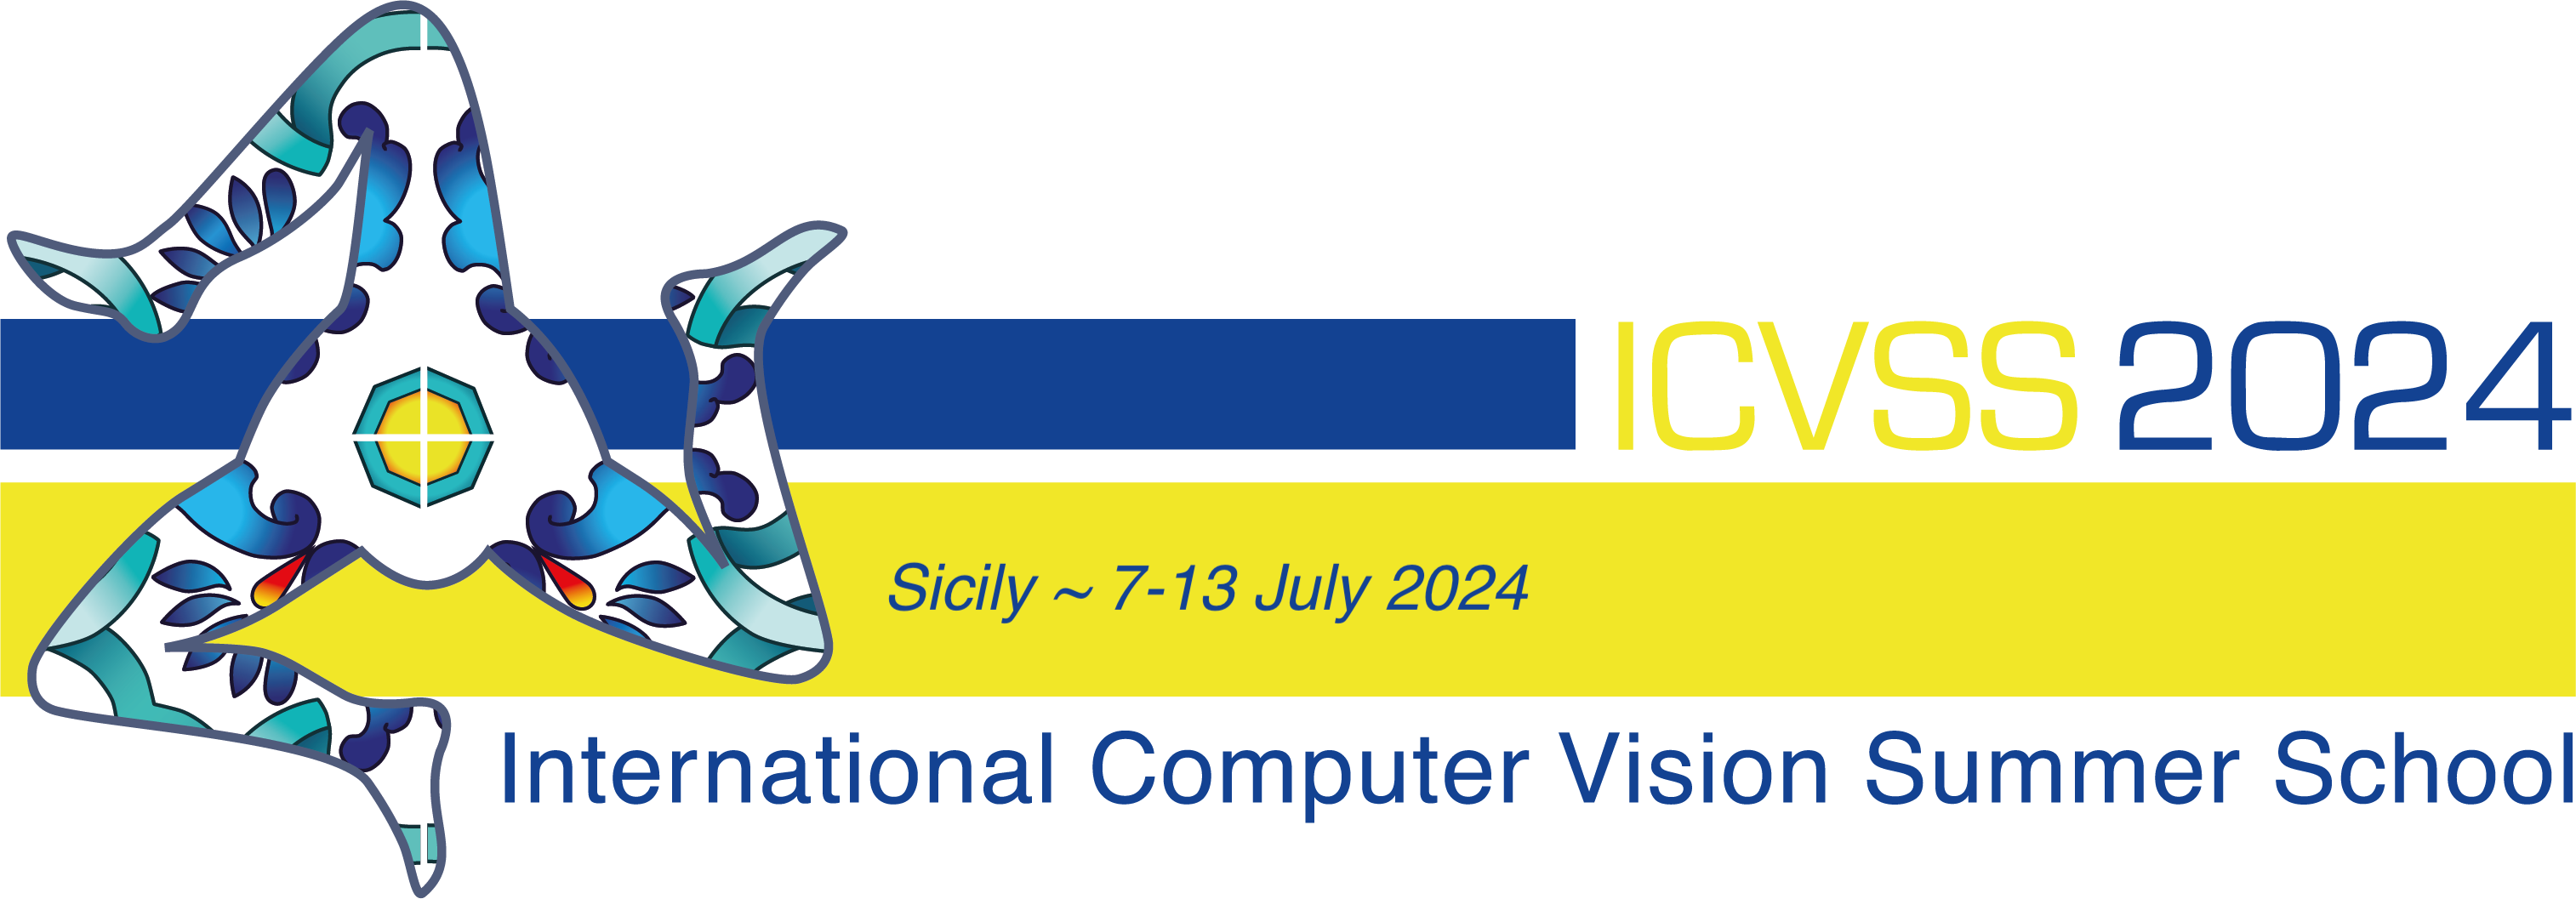 ICVSS 2024
Sicily ~ 7-13 July 2024
International Computer Vision Summer School